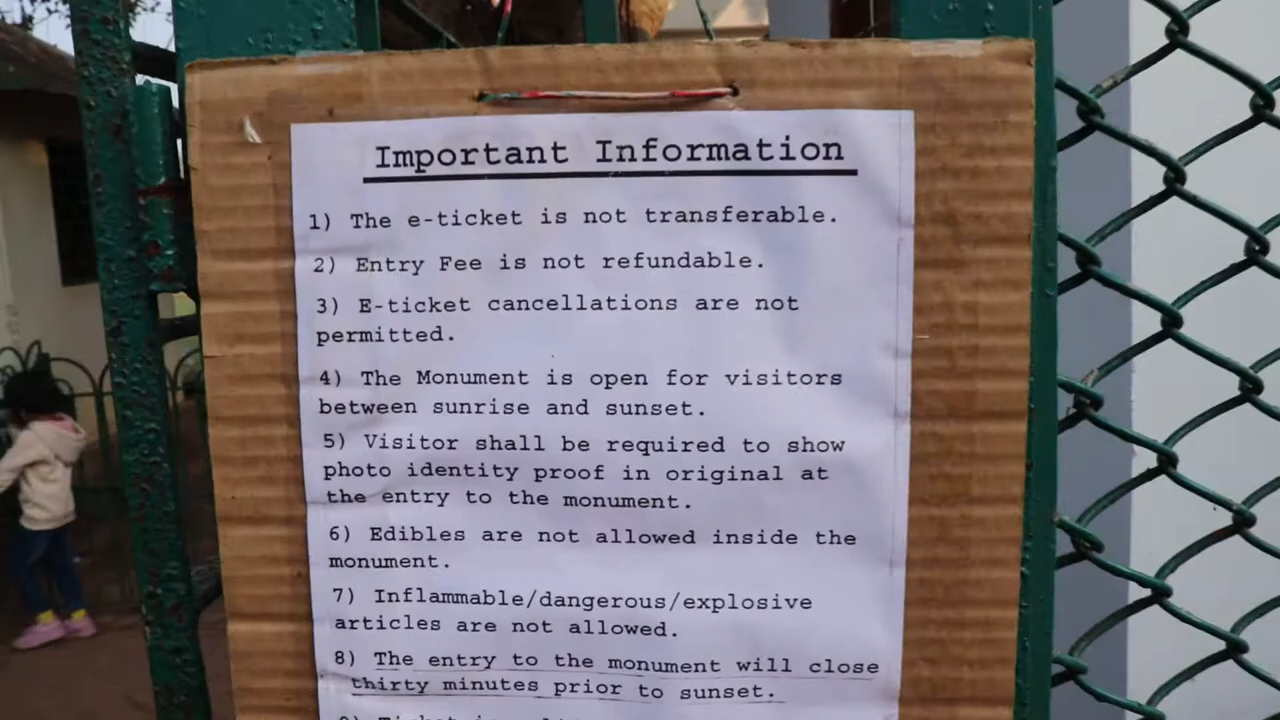 Important Information
1) The e-ticket is not transferable.
2) Entry Fee is not refundable.
3) E-ticket cancellations are not
permitted.
4) The Monument is open for visitors
between sunrise and sunset.
5) Visitor shall be required to show
photo identity proof in original at
the entry to the monument.
6) Edibles are not allowed inside the
monument.
7) Inflammable/dangerous/explosive
articles are not allowed.
8) The entry to the monument will close
thirty minutes prior to sunset.